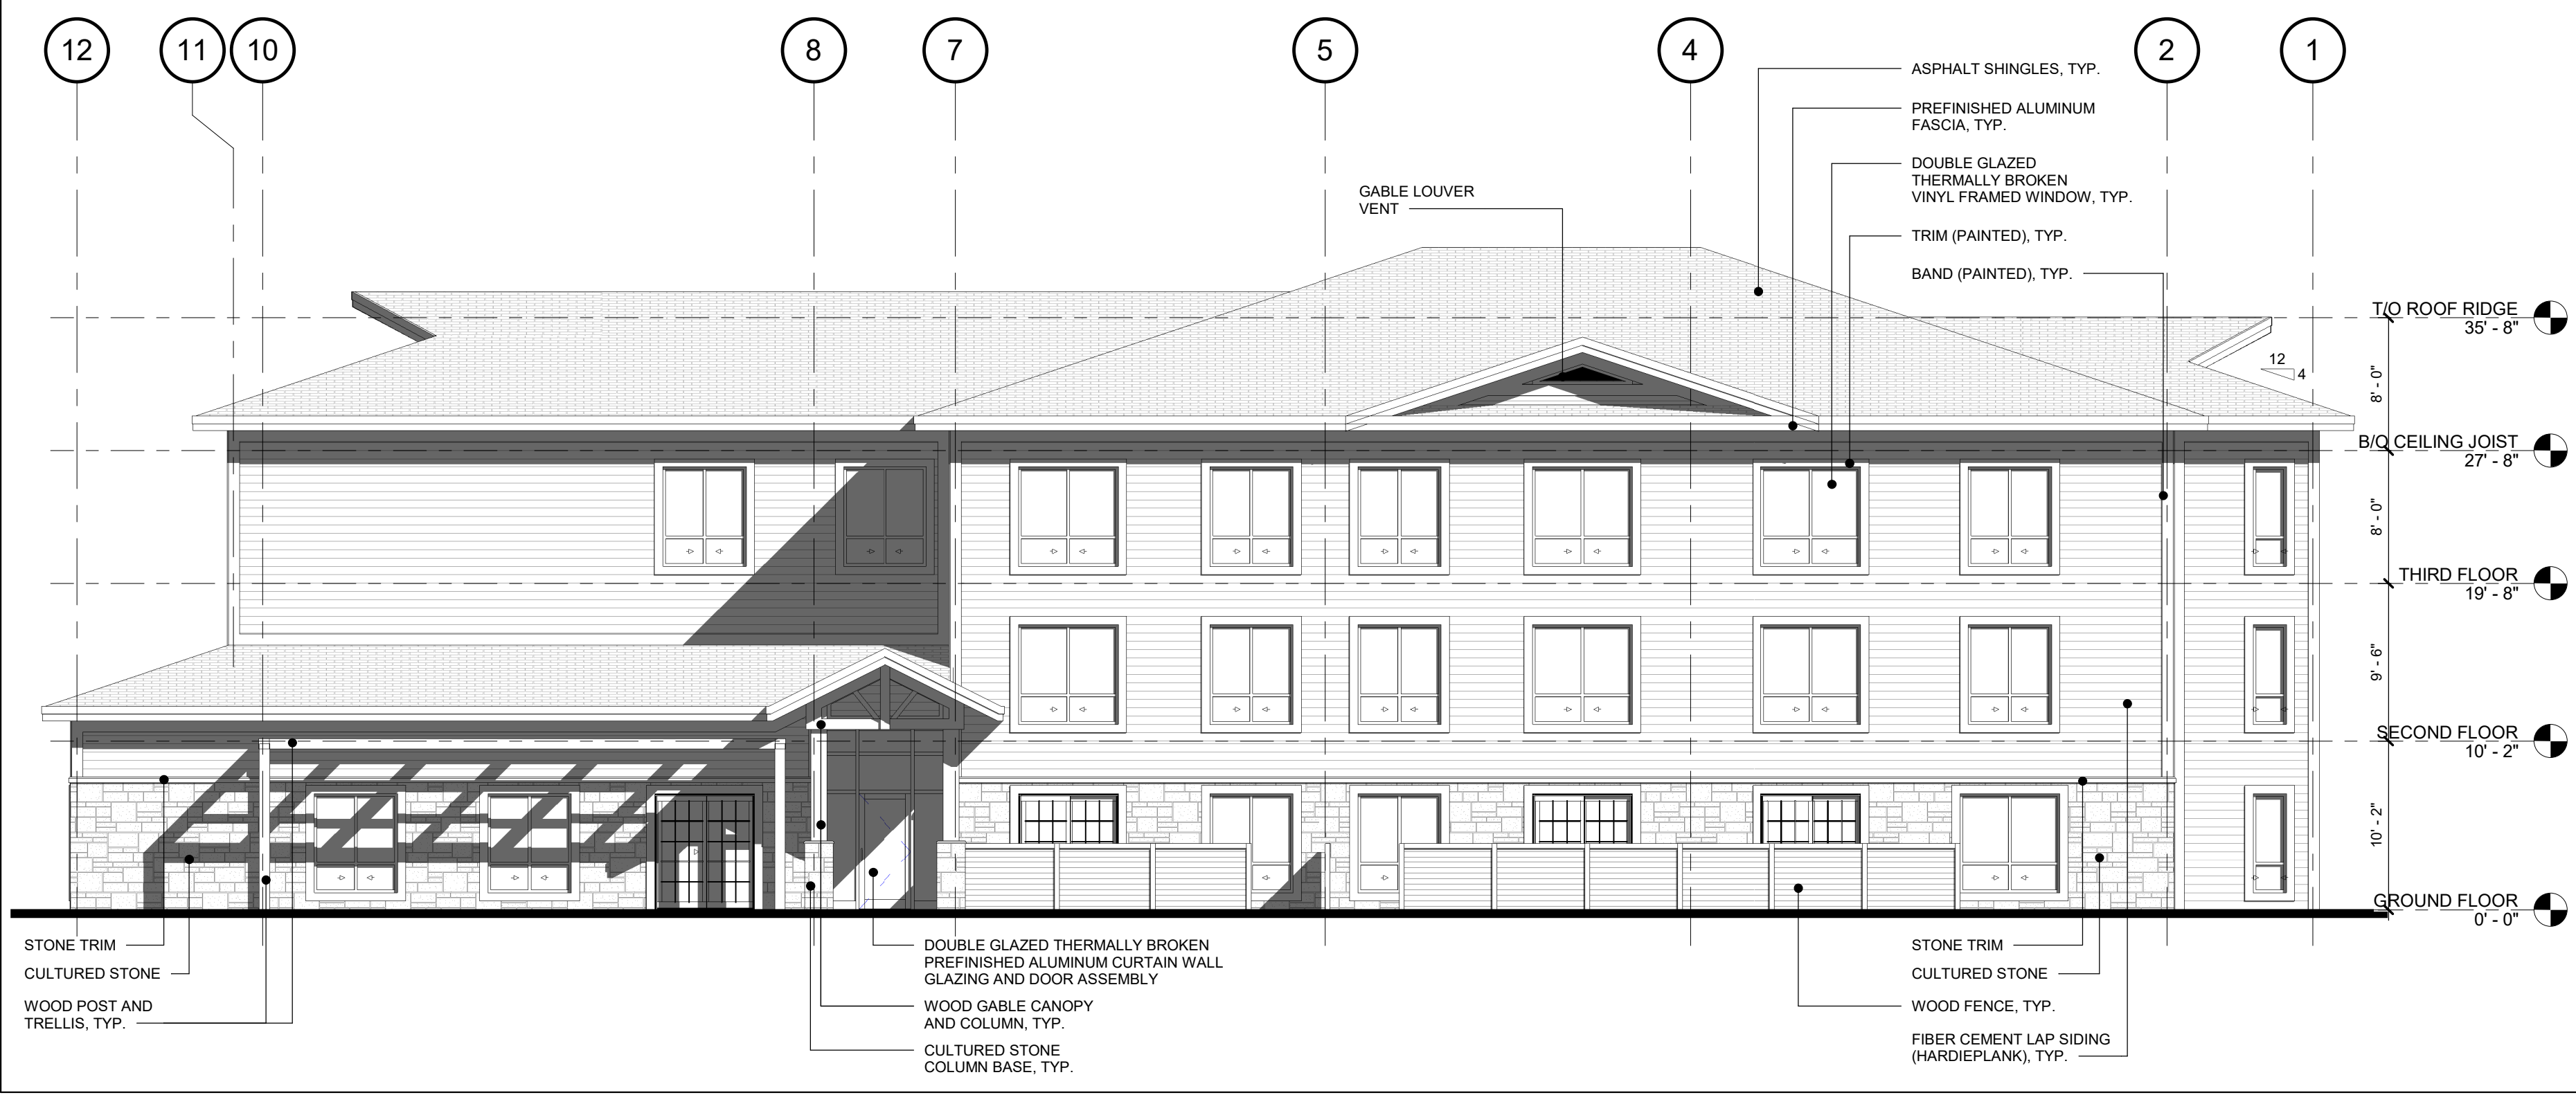 12
11
10
8
7
5
4
2
1
ASPHALT SHINGLES, TYP.
PREFINISHED ALUMINUM
FASCIA, TYP.
DOUBLE GLAZED
THERMALLY BROKEN
VINYL FRAMED WINDOW, TYP.
GABLE LOUVER
VENT
TRIM (PAINTED), TYP.
BAND (PAINTED), TYP.
T/O ROOF RIDGE
35' - 8"
12
4
8' - 0"
B/O CEILING JOIST
27' - 8"
8' - 0"
THIRD FLOOR
19' - 8"
9' - 6"
SECOND FLOOR
10' - 2"
10' - 2"
GROUND FLOOR
0' - 0"
STONE TRIM
CULTURED STONE
WOOD POST AND
TRELLIS, TYP.
DOUBLE GLAZED THERMALLY BROKEN
PREFINISHED ALUMINUM CURTAIN WALL
GLAZING AND DOOR ASSEMBLY
WOOD GABLE CANOPY
AND COLUMN, TYP.
CULTURED STONE
COLUMN BASE, TYP.
STONE TRIM
CULTURED STONE
WOOD FENCE, TYP.
FIBER CEMENT LAP SIDING
(HARDIEPLANK), TYP.